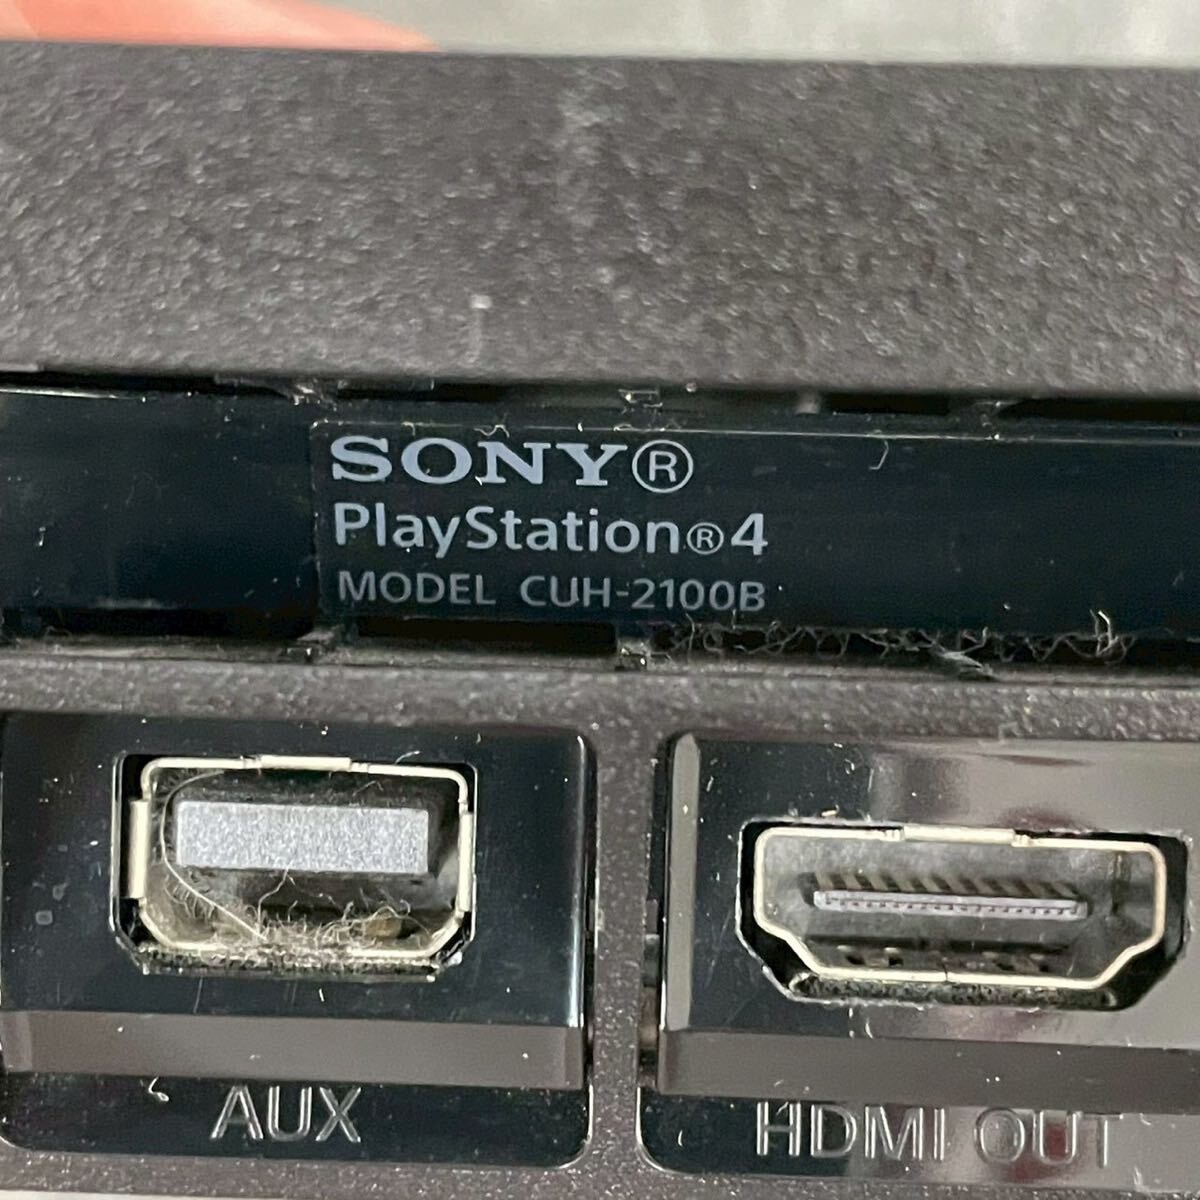 SONY®
PlayStation®4
MODEL CUH-2100B
AUX
HDMI OUT